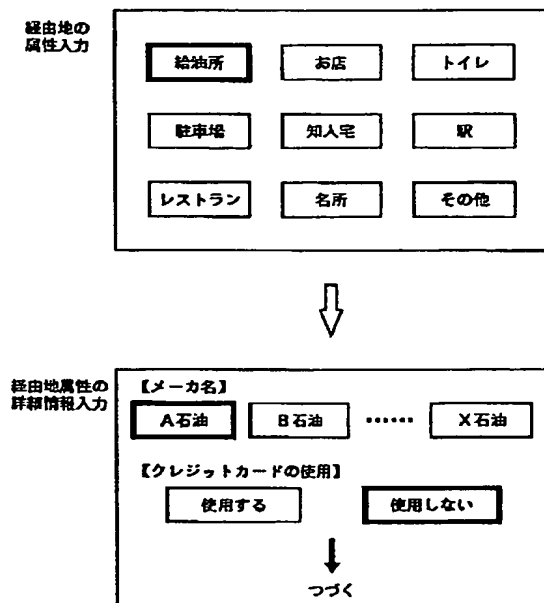 経由地の
属性入力
給油所 お店 トイレ
駐車場 知人宅 駅
レストラン 名所 その他
経由地属性の
詳細情報入力
【メーカ名】
A石油 B石油 …… X石油
【クレジットカードの使用】
使用する 使用しない
つづく